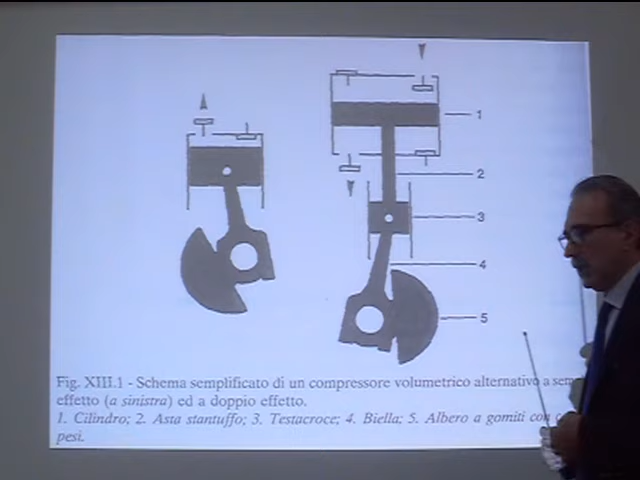 1
2
3
4
5
Fig. XIII.1 - Schema semplificato di un compressore volumetrico alternativo a
effetto (a sinistra) ed a doppio effetto.
1. Cilindro; 2. Asta stantuffo; 3. Testacroce; 4. Biella; 5. Albero a gomiti con
pesi.